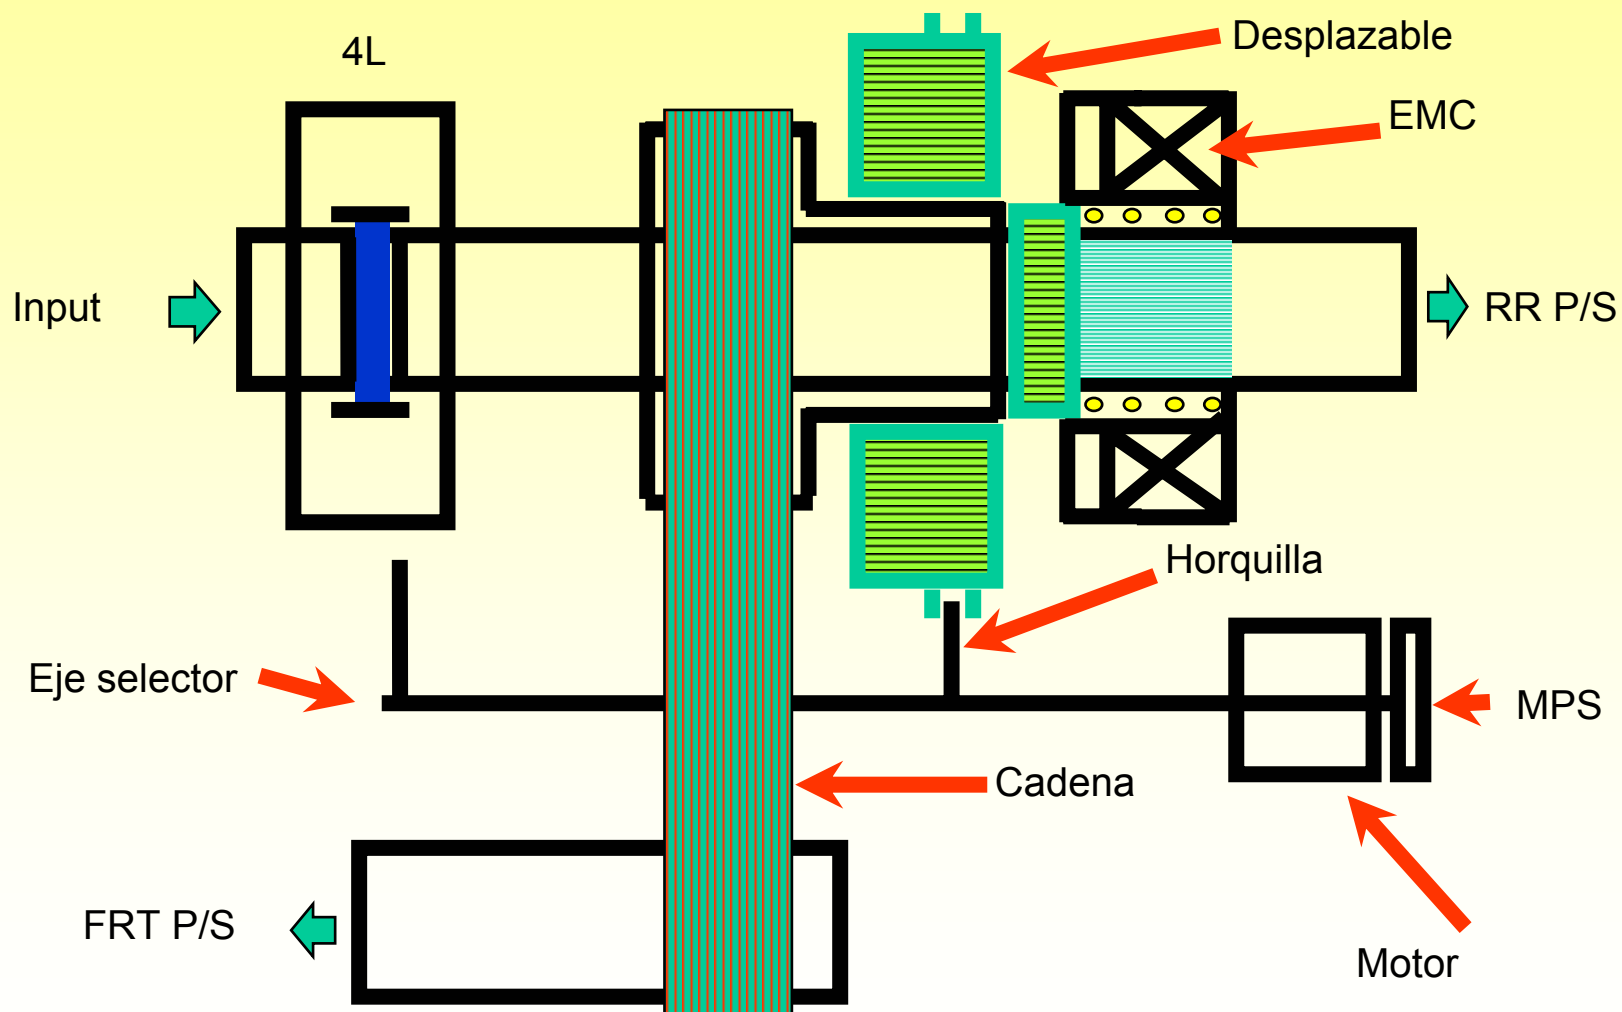 Desplazable
4L
EMC
Input
RR P/S
Horquilla
Eje selector
MPS
Cadena
FRT P/S
Motor